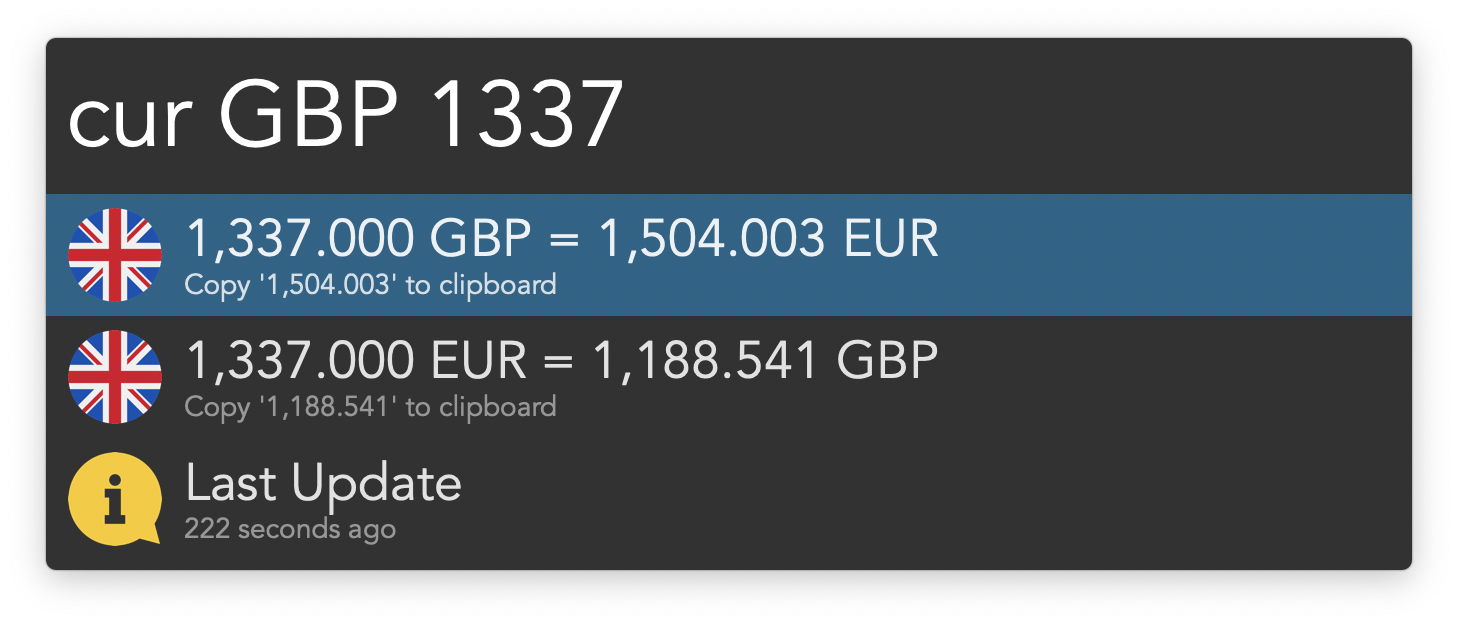 cur GBP 1337
1,337.000 GBP = 1,504.003 EUR
Copy '1,504.003' to clipboard
1,337.000 EUR = 1,188.541 GBP
Copy '1,188.541' to clipboard
Last Update
222 seconds ago